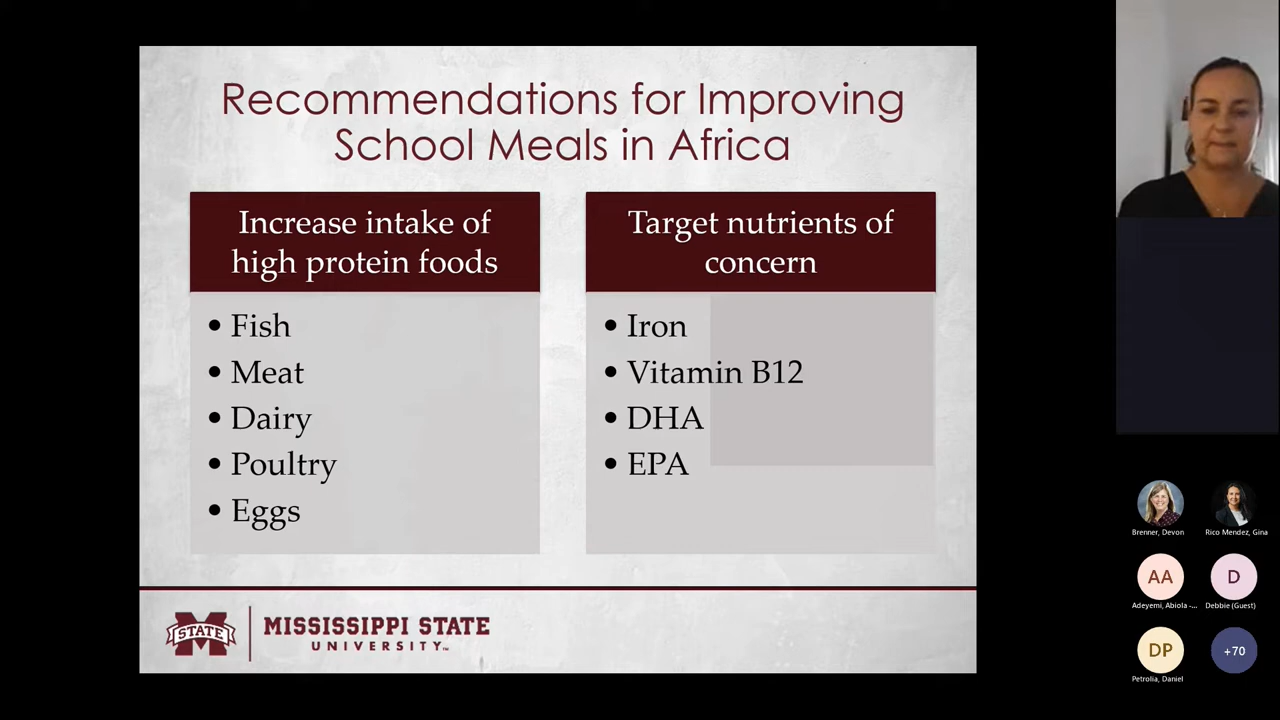 Recommendations for Improving
School Meals in Africa
Increase intake of
high protein foods
• Fish
• Meat
• Dairy
• Poultry
• Eggs
Target nutrients of
concern
• Iron
• Vitamin B12
• DHA
• EPA
STATE
MISSISSIPPI STATE
UNIVERSITY™
Brenner, Devon
Rico Mendez, Gina
AA
D
Adeyemi, Abiola -...
Debbie (Guest)
DP
+70
Petrolia, Daniel